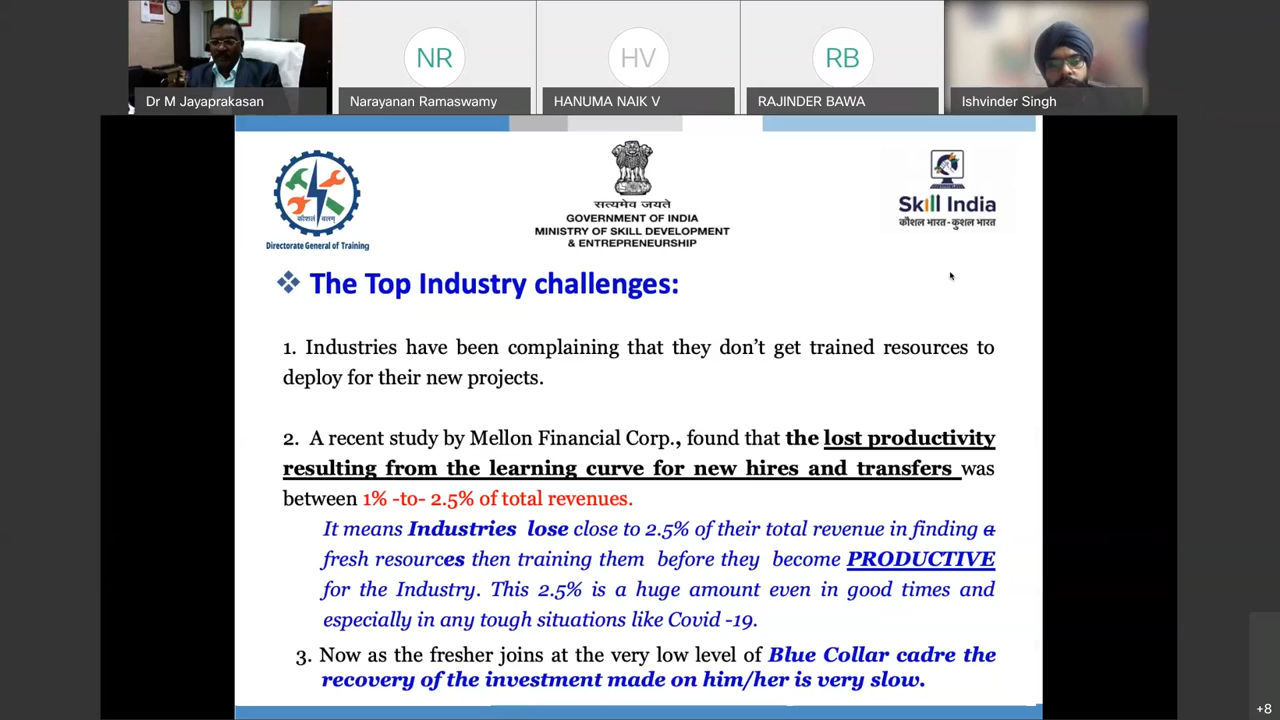 NR
HV
RB
Dr M Jayaprakasan
Narayanan Ramaswamy
HANUMA NAIK V
RAJINDER BAWA
Ishvinder Singh
कौशलं बलम्
Directorate General of Training
सत्यमेव जयते
GOVERNMENT OF INDIA
MINISTRY OF SKILL DEVELOPMENT
& ENTREPRENEURSHIP
Skill India
कौशल भारत-कुशल भारत
❖ The Top Industry challenges:
1. Industries have been complaining that they don't get trained resources to
deploy for their new projects.
2. A recent study by Mellon Financial Corp., found that the lost productivity
resulting from the learning curve for new hires and transfers was
between 1% -to- 2.5% of total revenues.
It means Industries lose close to 2.5% of their total revenue in finding a
fresh resources then training them before they become PRODUCTIVE
for the Industry. This 2.5% is a huge amount even in good times and
especially in any tough situations like Covid -19.
3. Now as the fresher joins at the very low level of Blue Collar cadre the
recovery of the investment made on him/her is very slow.
+8